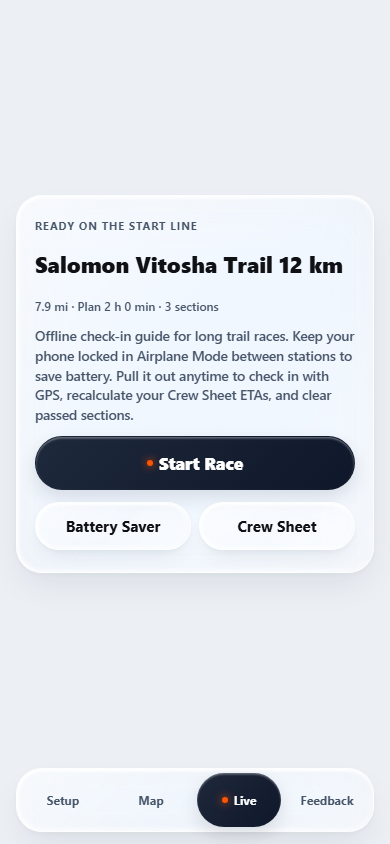 READY ON THE START LINE
Salomon Vitosha Trail 12 km
7.9 mi · Plan 2 h 0 min · 3 sections
Offline check-in guide for long trail races. Keep your
phone locked in Airplane Mode between stations to
save battery. Pull it out anytime to check in with
GPS, recalculate your Crew Sheet ETAs, and clear
passed sections.
Start Race
Battery Saver
Crew Sheet
Setup
Map
Live
Feedback